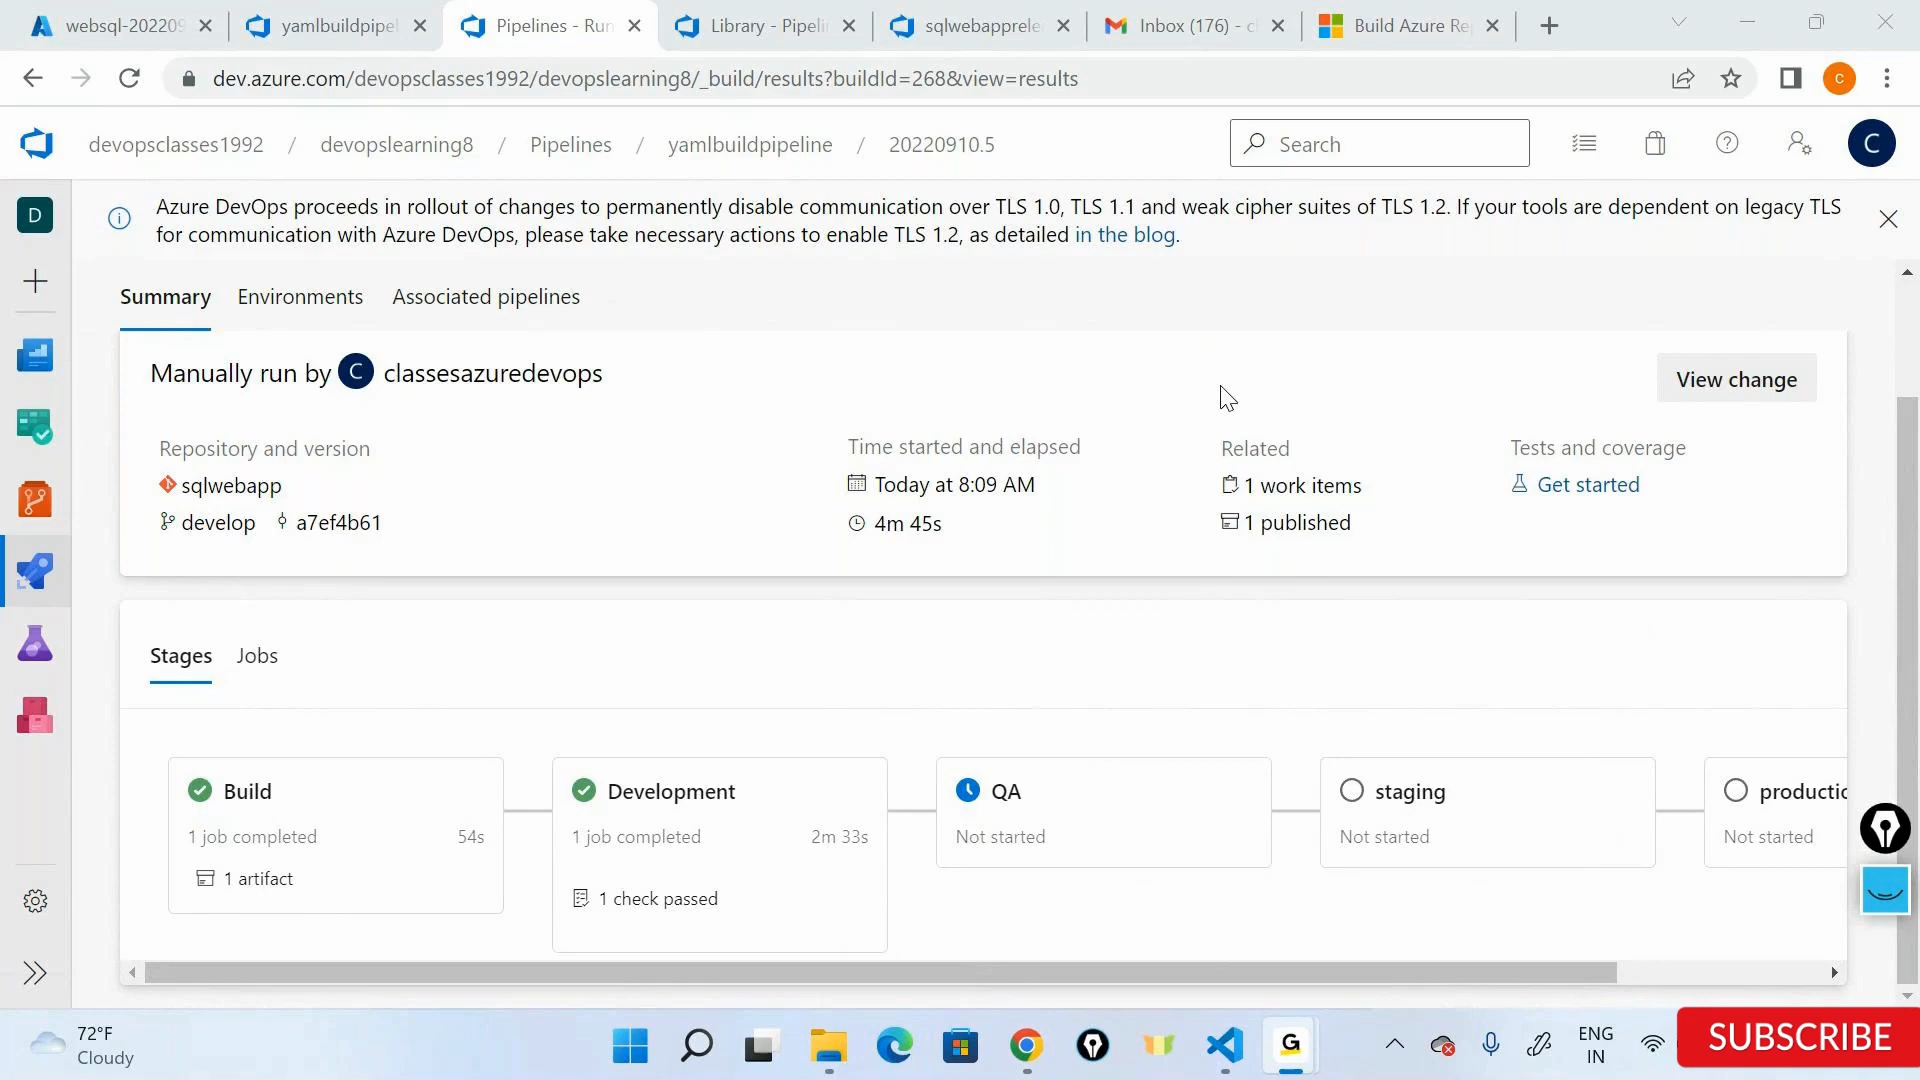 websql-202209
yamlbuildpipel
Pipelines - Run
Library - Pipelin
sqlwebapprele
Inbox (176) - c
Build Azure Re
dev.azure.com/devopsclasses1992/devopslearning8/_build/results?buildId=268&view=results
c
devopsclasses1992 / devopslearning8 / Pipelines / yamlbuildpipeline / 20220910.5
Search
C
D
Azure DevOps proceeds in rollout of changes to permanently disable communication over TLS 1.0, TLS 1.1 and weak cipher suites of TLS 1.2. If your tools are dependent on legacy TLS
for communication with Azure DevOps, please take necessary actions to enable TLS 1.2, as detailed in the blog.
Summary Environments Associated pipelines
Manually run by C classesazuredevops
View change
Repository and version
sqlwebapp
develop a7ef4b61
Time started and elapsed
Today at 8:09 AM
4m 45s
Related
1 work items
1 published
Tests and coverage
Get started
Stages Jobs
Build
1 job completed 54s
1 artifact
Development
1 job completed 2m 33s
1 check passed
QA
Not started
staging
Not started
productio
Not started
72°F
Cloudy
G
ENG
IN
SUBSCRIBE